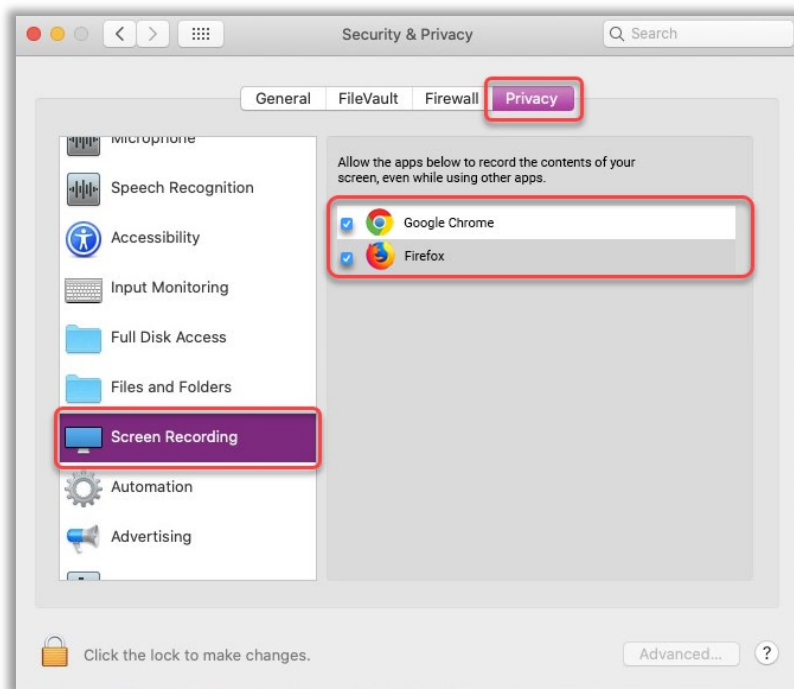 Security & Privacy
Search
General
FileVault
Firewall
Privacy
Microphone
Speech Recognition
Accessibility
Input Monitoring
Full Disk Access
Files and Folders
Screen Recording
Automation
Advertising
Allow the apps below to record the contents of your
screen, even while using other apps.
Google Chrome
Firefox
Click the lock to make changes.
Advanced...
?